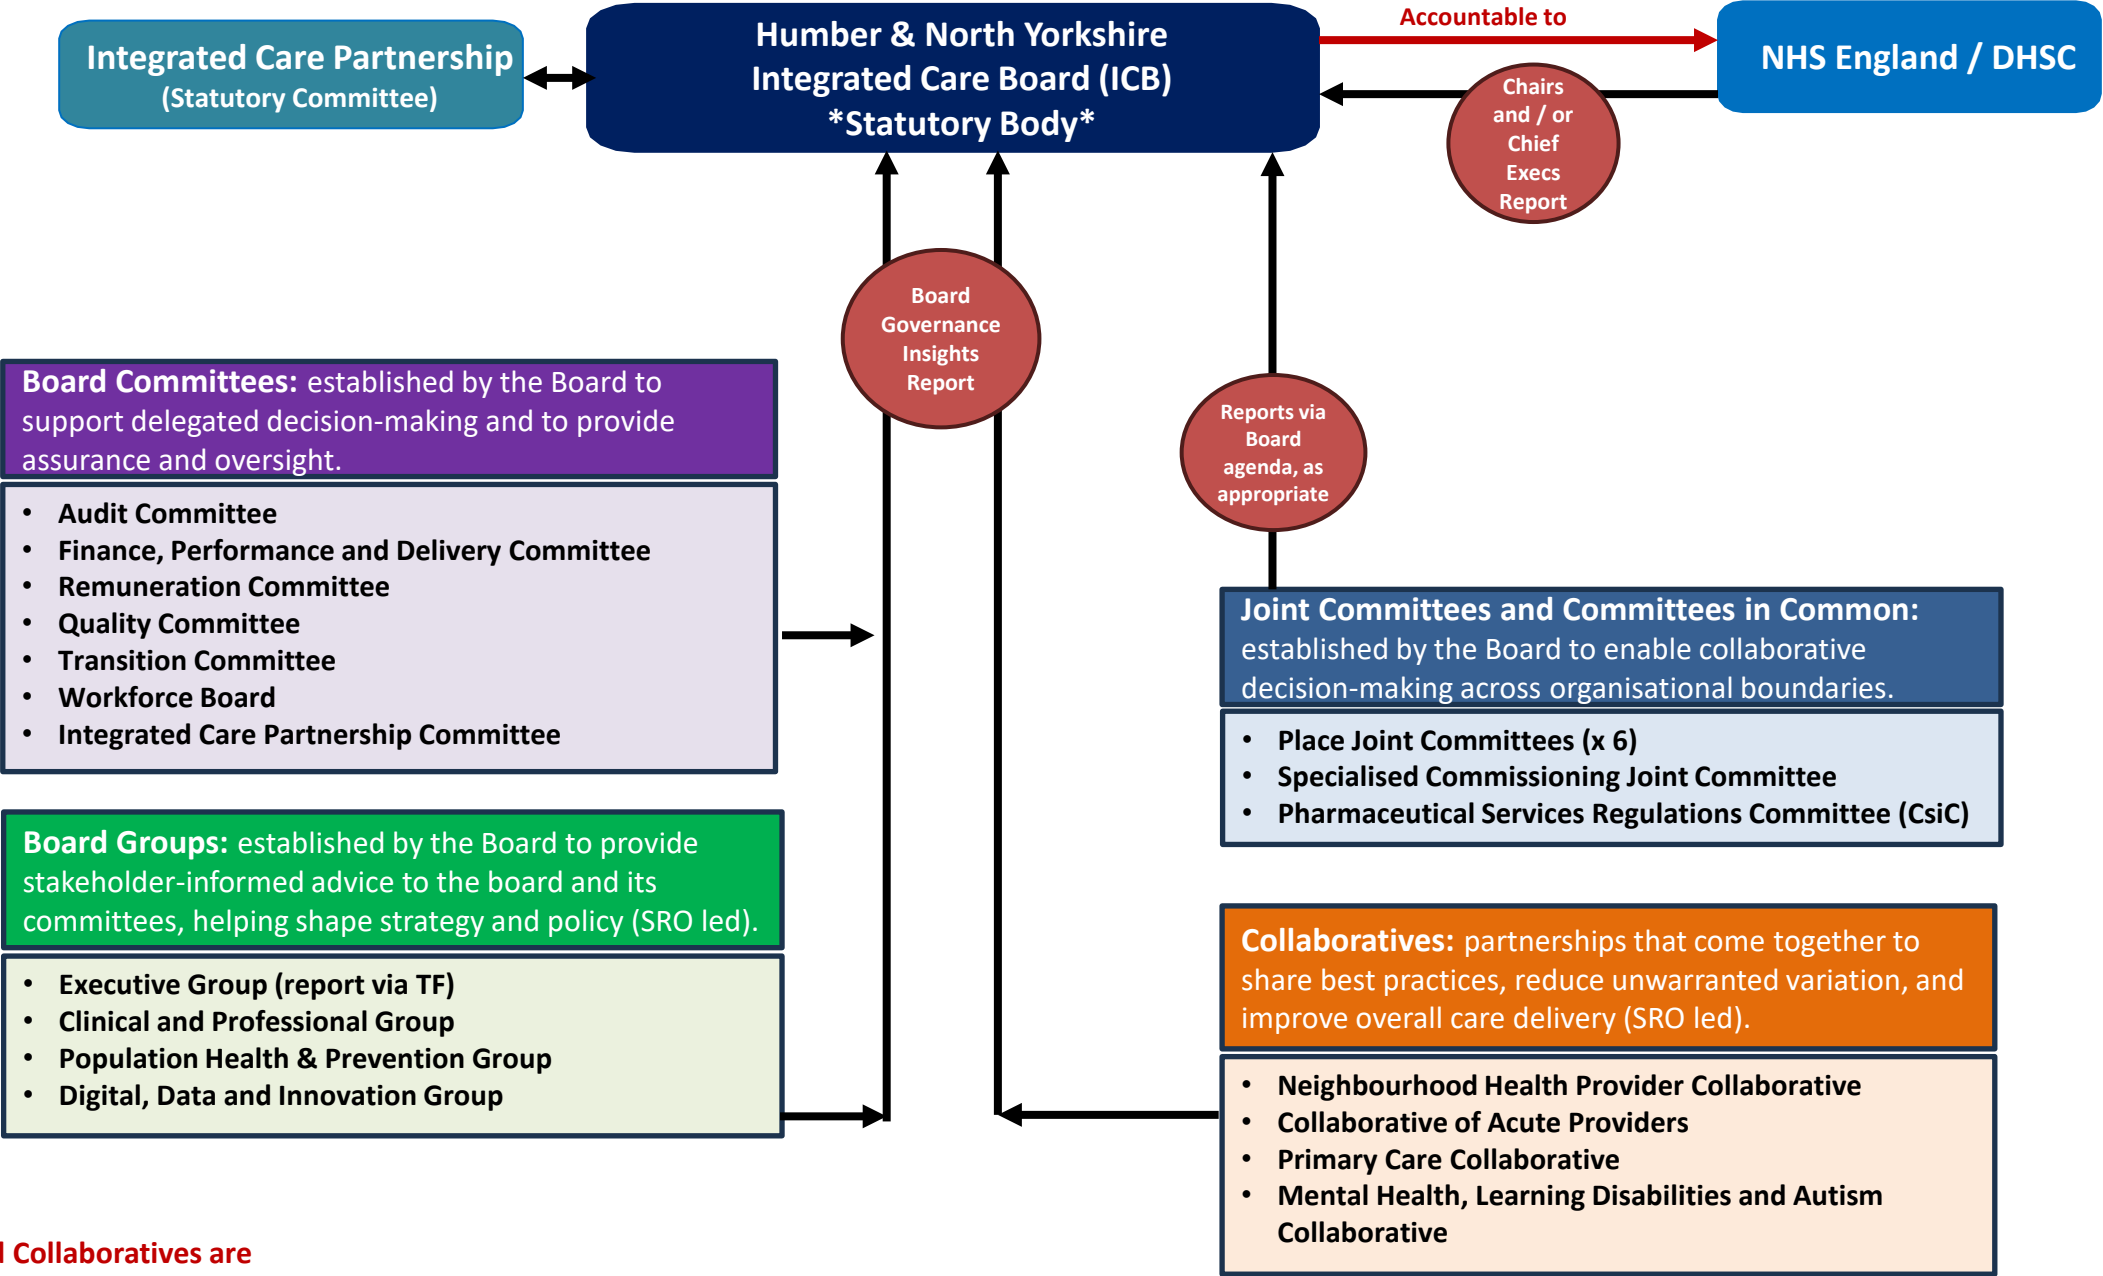 Integrated Care Partnership
(Statutory Committee)
Humber & North Yorkshire
Integrated Care Board (ICB)
*Statutory Body*
Accountable to
NHS England / DHSC
Chairs
and / or
Chief
Execs
Report
Board
Governance
Insights
Report
Reports via
Board
agenda, as
appropriate
Board Committees: established by the Board to
support delegated decision-making and to provide
assurance and oversight.
• Audit Committee
• Finance, Performance and Delivery Committee
• Remuneration Committee
• Quality Committee
• Transition Committee
• Workforce Board
• Integrated Care Partnership Committee
Joint Committees and Committees in Common:
established by the Board to enable collaborative
decision-making across organisational boundaries.
• Place Joint Committees (x 6)
• Specialised Commissioning Joint Committee
• Pharmaceutical Services Regulations Committee (CsiC)
Board Groups: established by the Board to provide
stakeholder-informed advice to the board and its
committees, helping shape strategy and policy (SRO led).
• Executive Group (report via TF)
• Clinical and Professional Group
• Population Health & Prevention Group
• Digital, Data and Innovation Group
Collaboratives: partnerships that come together to
share best practices, reduce unwarranted variation, and
improve overall care delivery (SRO led).
• Neighbourhood Health Provider Collaborative
• Collaborative of Acute Providers
• Primary Care Collaborative
• Mental Health, Learning Disabilities and Autism
Collaborative
Collaboratives are